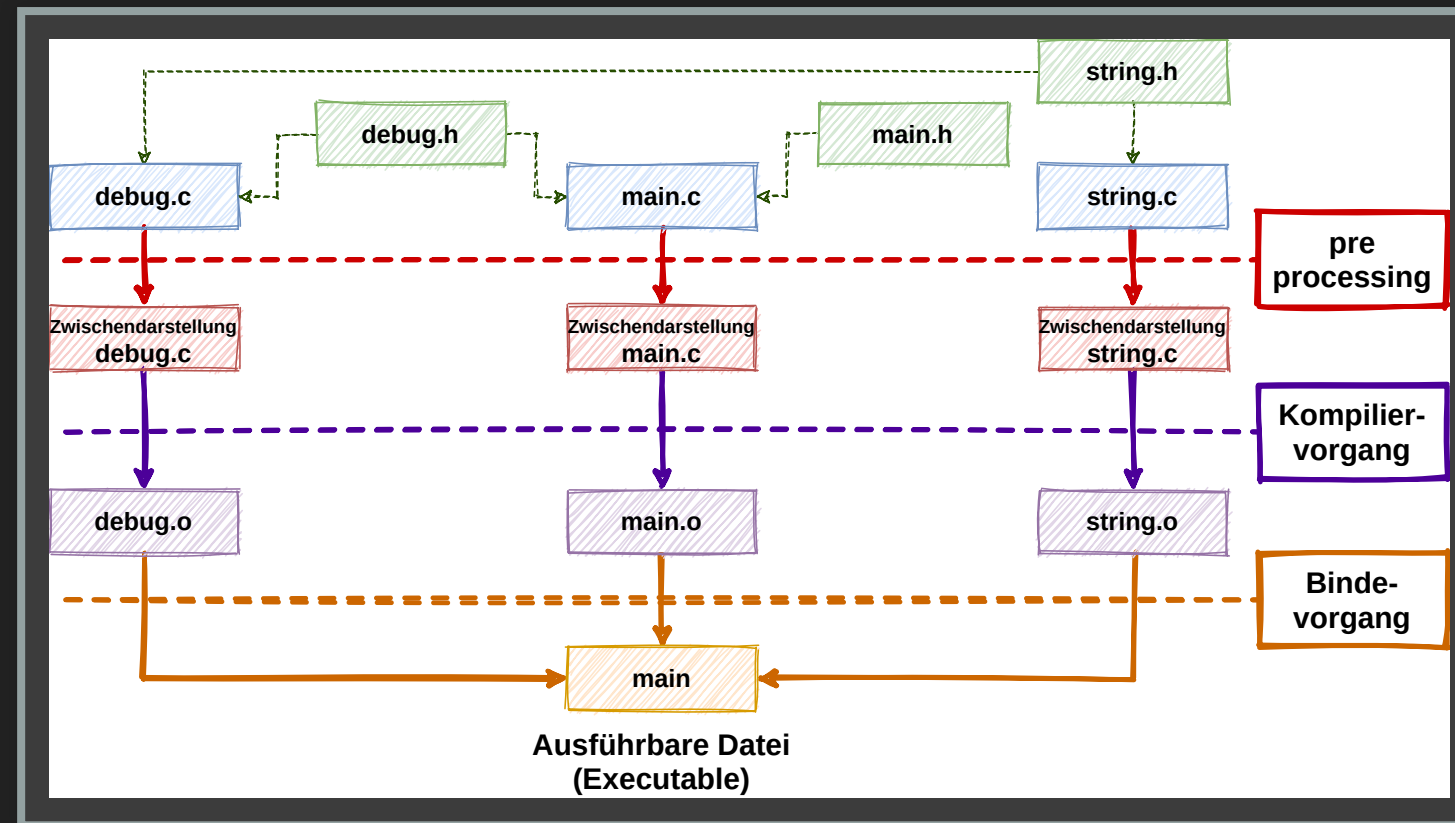 string.h
debug.h
main.h
debug.c
main.c
string.c
pre
processing
Zwischendarstellung
debug.c
Zwischendarstellung
main.c
Zwischendarstellung
string.c
Kompilier-
vorgang
debug.o
main.o
string.o
Binde-
vorgang
main
Ausführbare Datei
(Executable)